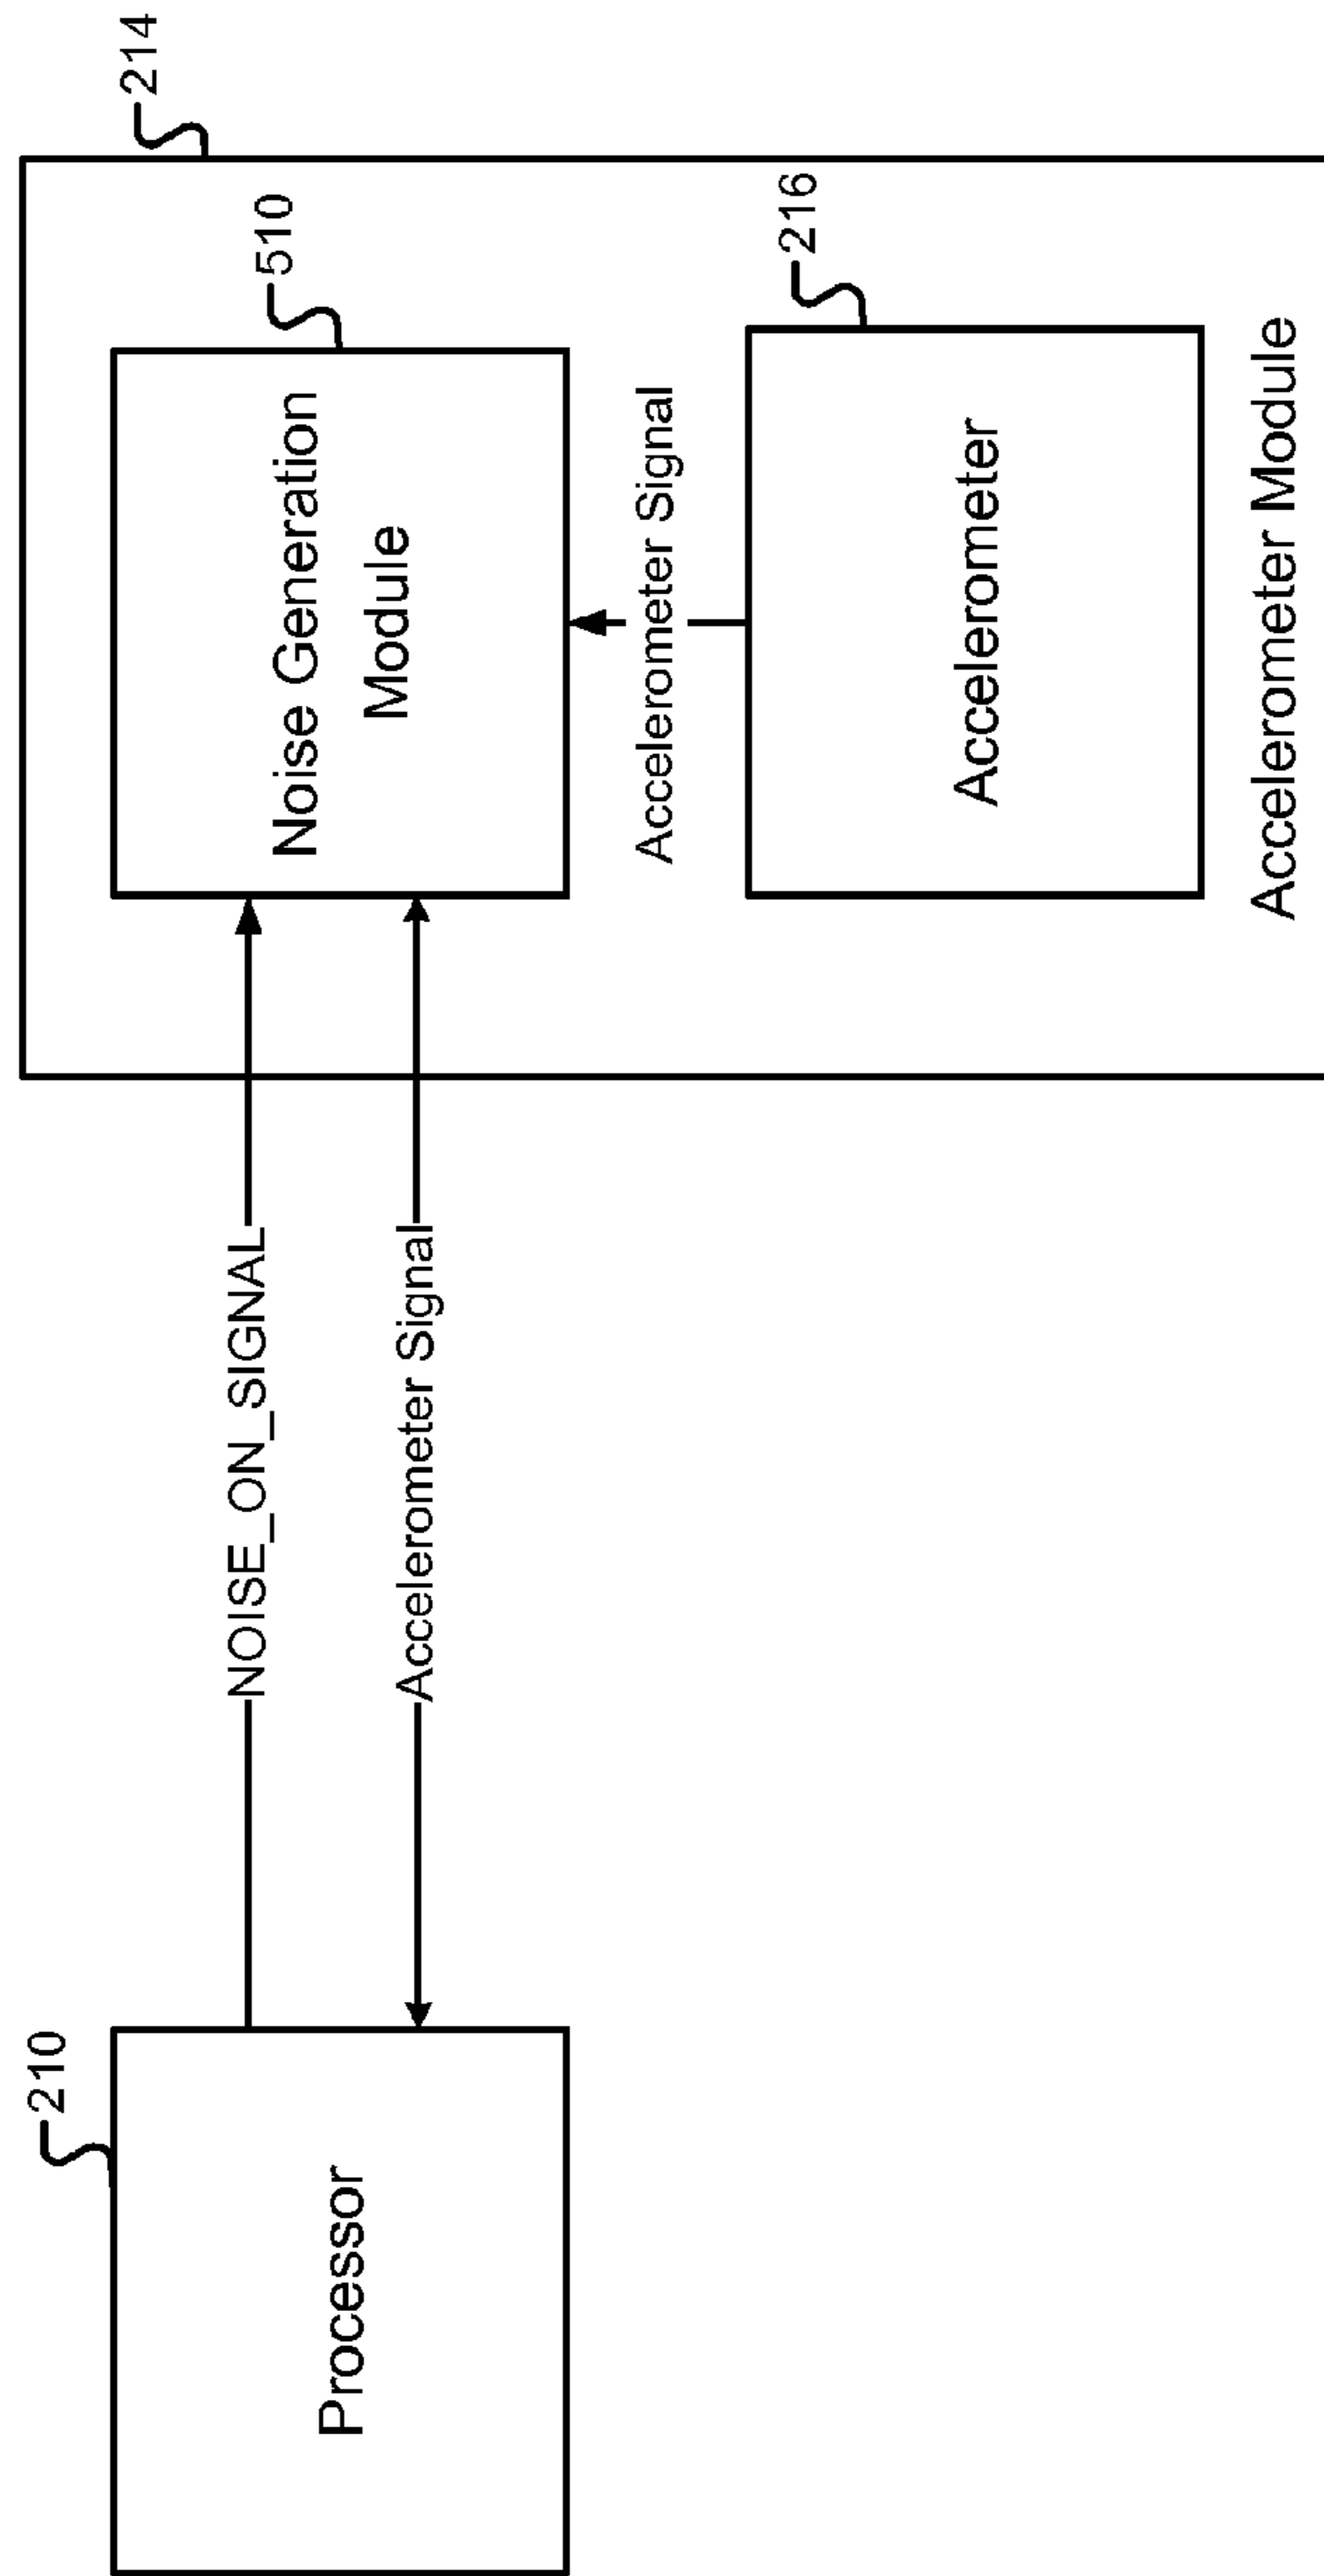 210
Processor
NOISE_ON_SIGNAL
Accelerometer Signal
214
510
Noise Generation
Module
Accelerometer Signal
216
Accelerometer
Accelerometer Module